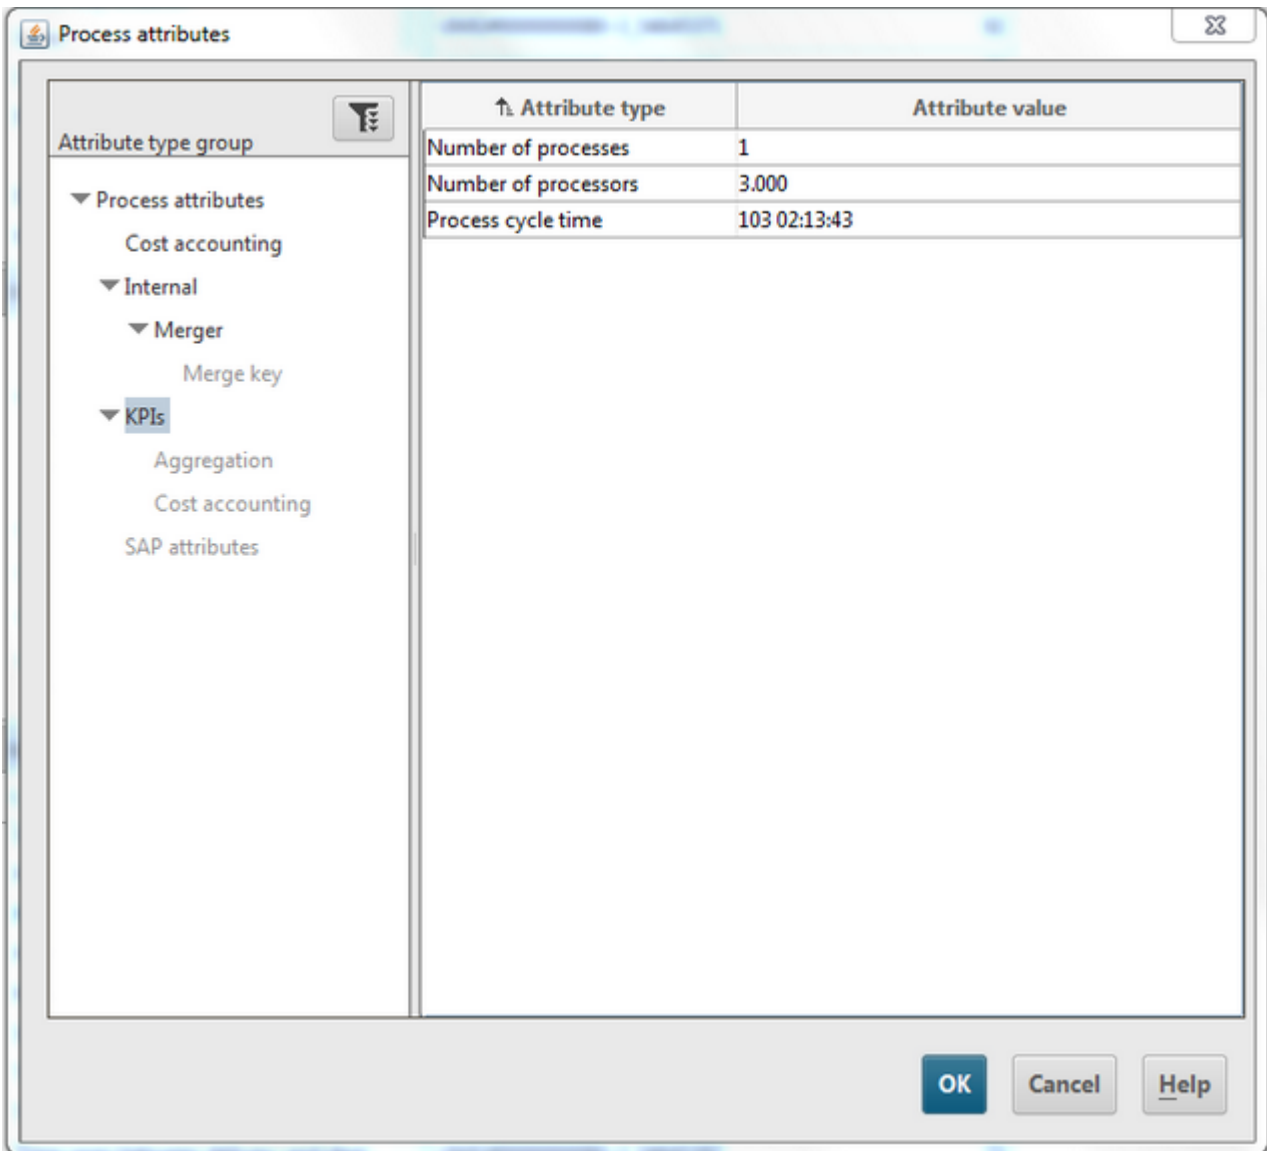 Process attributes
Attribute type group
Process attributes
Cost accounting
Internal
Merger
Merge key
KPIs
Aggregation
Cost accounting
SAP attributes
Attribute type Attribute value
Number of processes 1
Number of processors 3.000
Process cycle time 103 02:13:43
OK Cancel Help